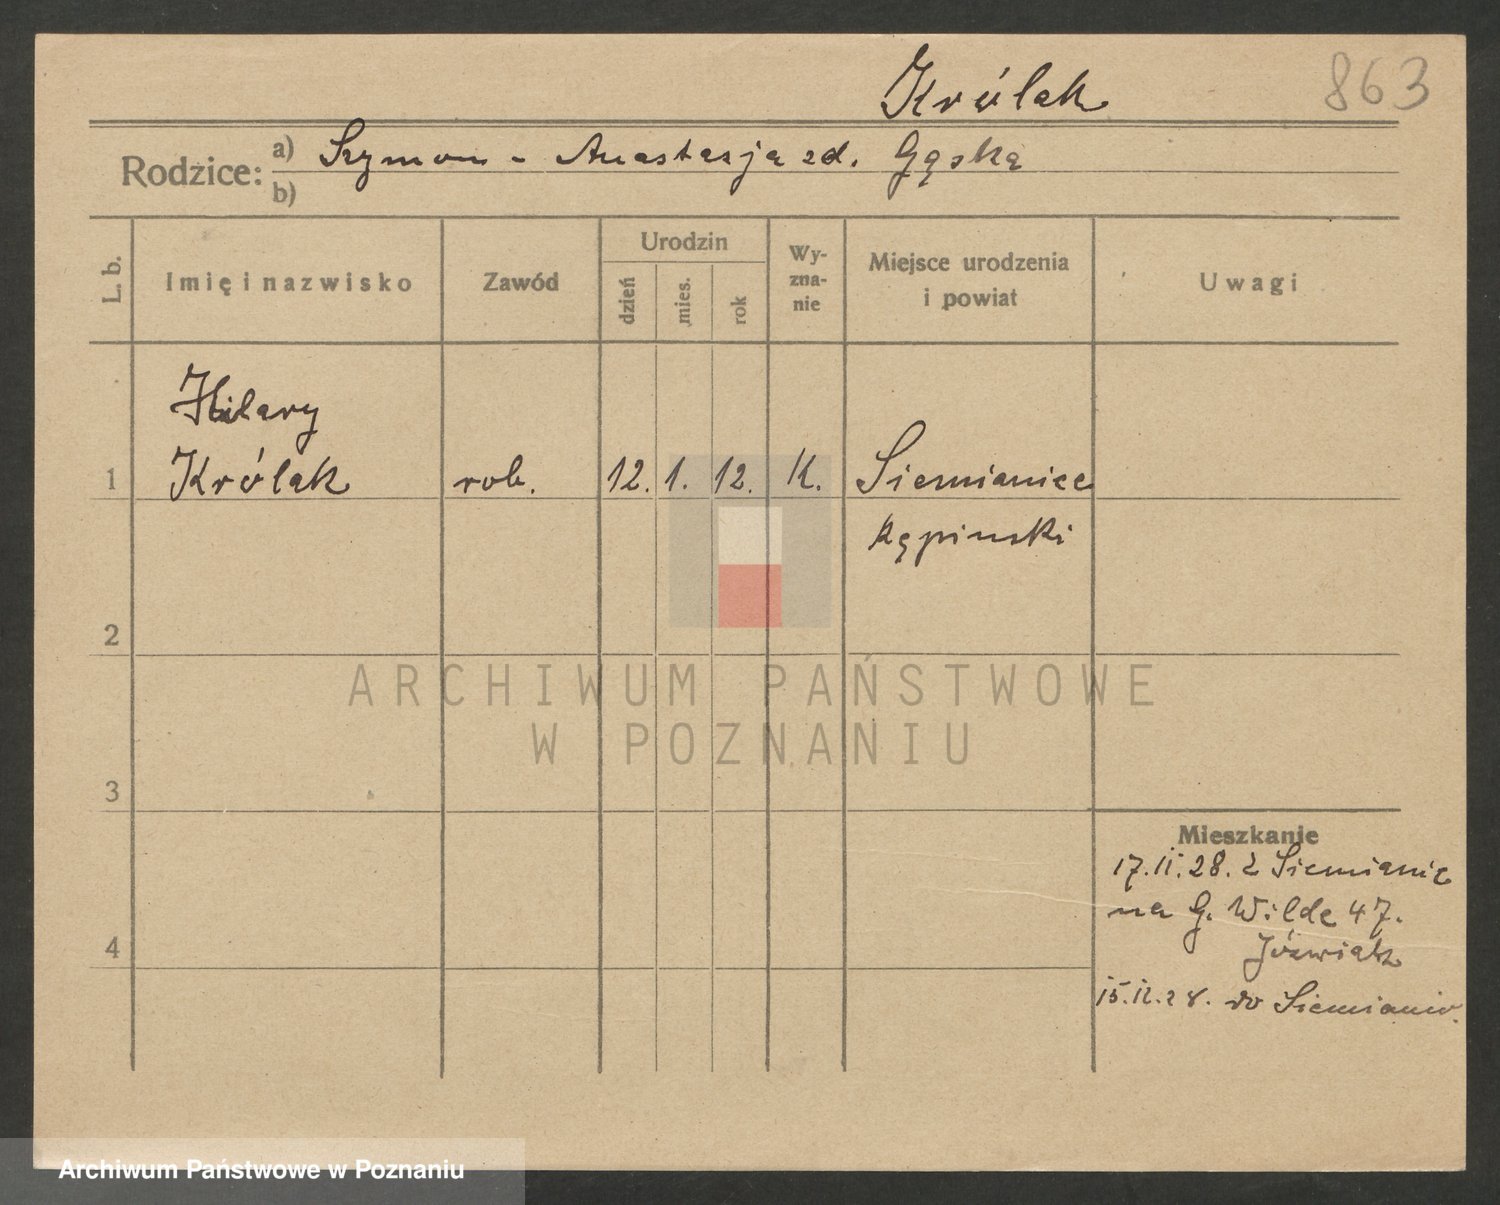 Królak
863
Rodzice: a) Szymon - Anastazja zd. Gąska
b)
L. b.
Imię i nazwisko
Zawód
Urodzin
dzień
mies.
rok
Wy-
zna-
nie
Miejsce urodzenia
i powiat
Uwagi
Hilary
1 Królak rob. 12. 1. 12. K. Siemianice
kępiński
2
3
4
Mieszkanie
17.II.28. z Siemianic
na G. Wilde 47.
Jóźwiak
15.12.28. do Siemianic.
ARCHIWUM PAŃSTWOWE
W POZNANIU
Archiwum Państwowe w Poznaniu